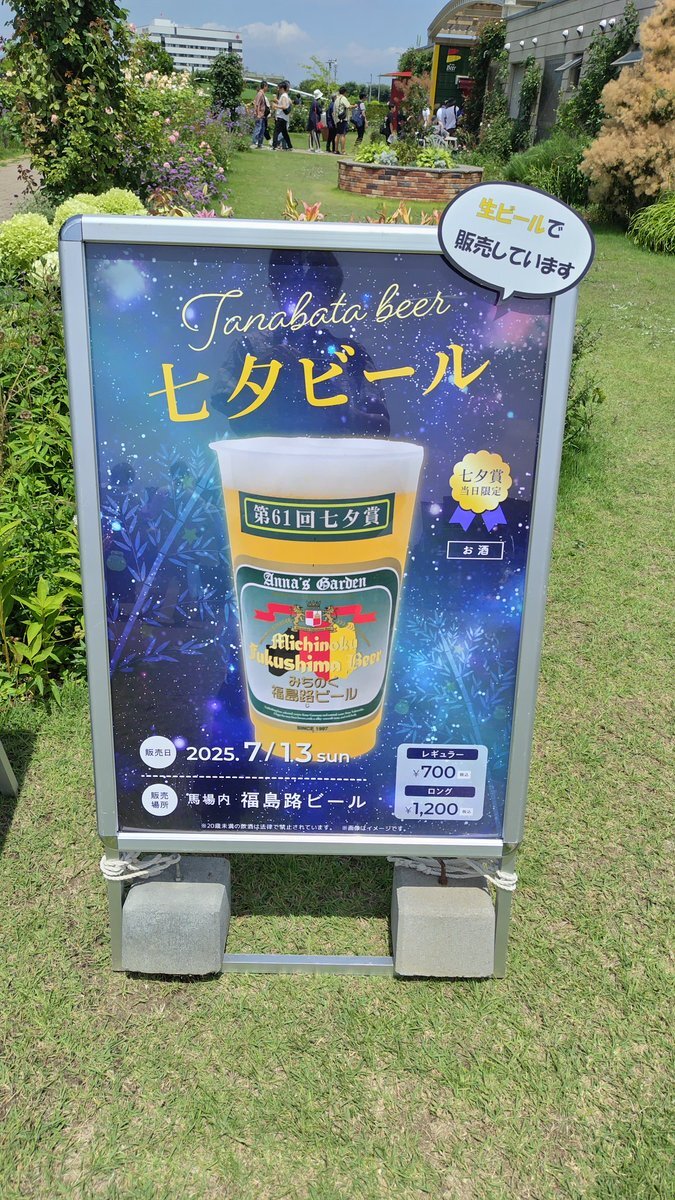 生ビールで
販売しています
Tanabata beer
七夕ビール
七夕賞
当日限定
お酒
第61回七夕賞
Anna's Garden
Michinoku
Fukushima Beer
みちのく
福島路ビール
SINCE 1997
販売日 2025. 7/13 sun
販売場所 馬場内 福島路ビール
レギュラー
¥700 税込
ロング
¥1,200 税込
※20歳未満の飲酒は法律で禁止されています。 ※画像はイメージです。